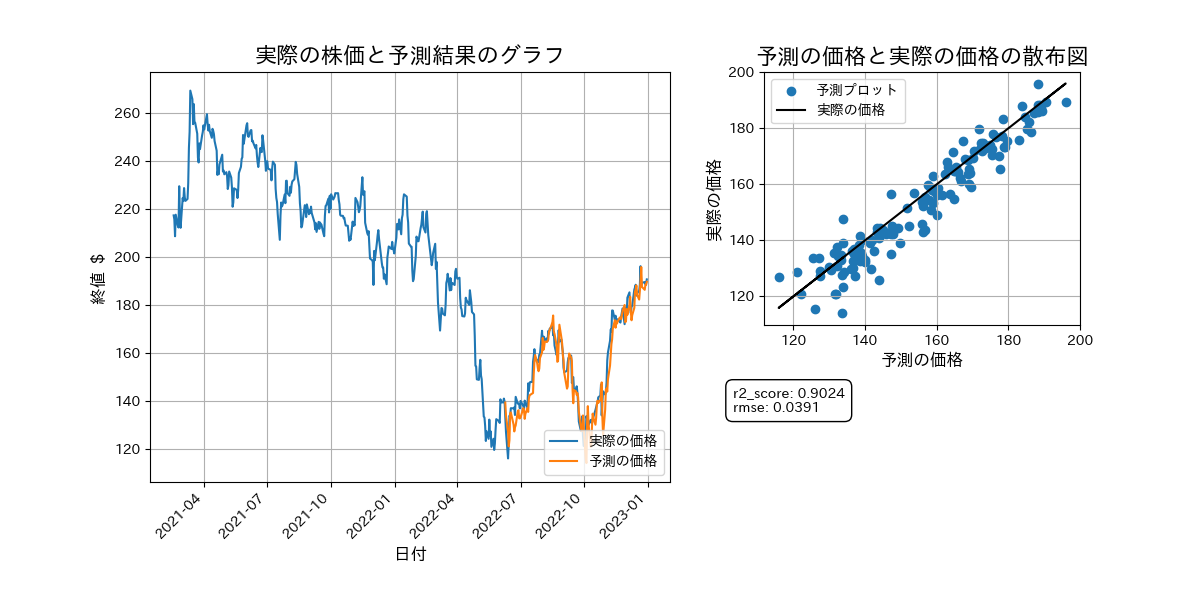 実際の株価と予測結果のグラフ
終値 $
260
240
220
200
180
160
140
120
2021-04
2021-07
2021-10
2022-01
2022-04
2022-07
2022-10
2023-01
日付
実際の価格
予測の価格
予測の価格と実際の価格の散布図
実際の価格
200
180
160
140
120
予測プロット
実際の価格
120
140
160
180
200
予測の価格
r2_score: 0.9024
rmse: 0.0391